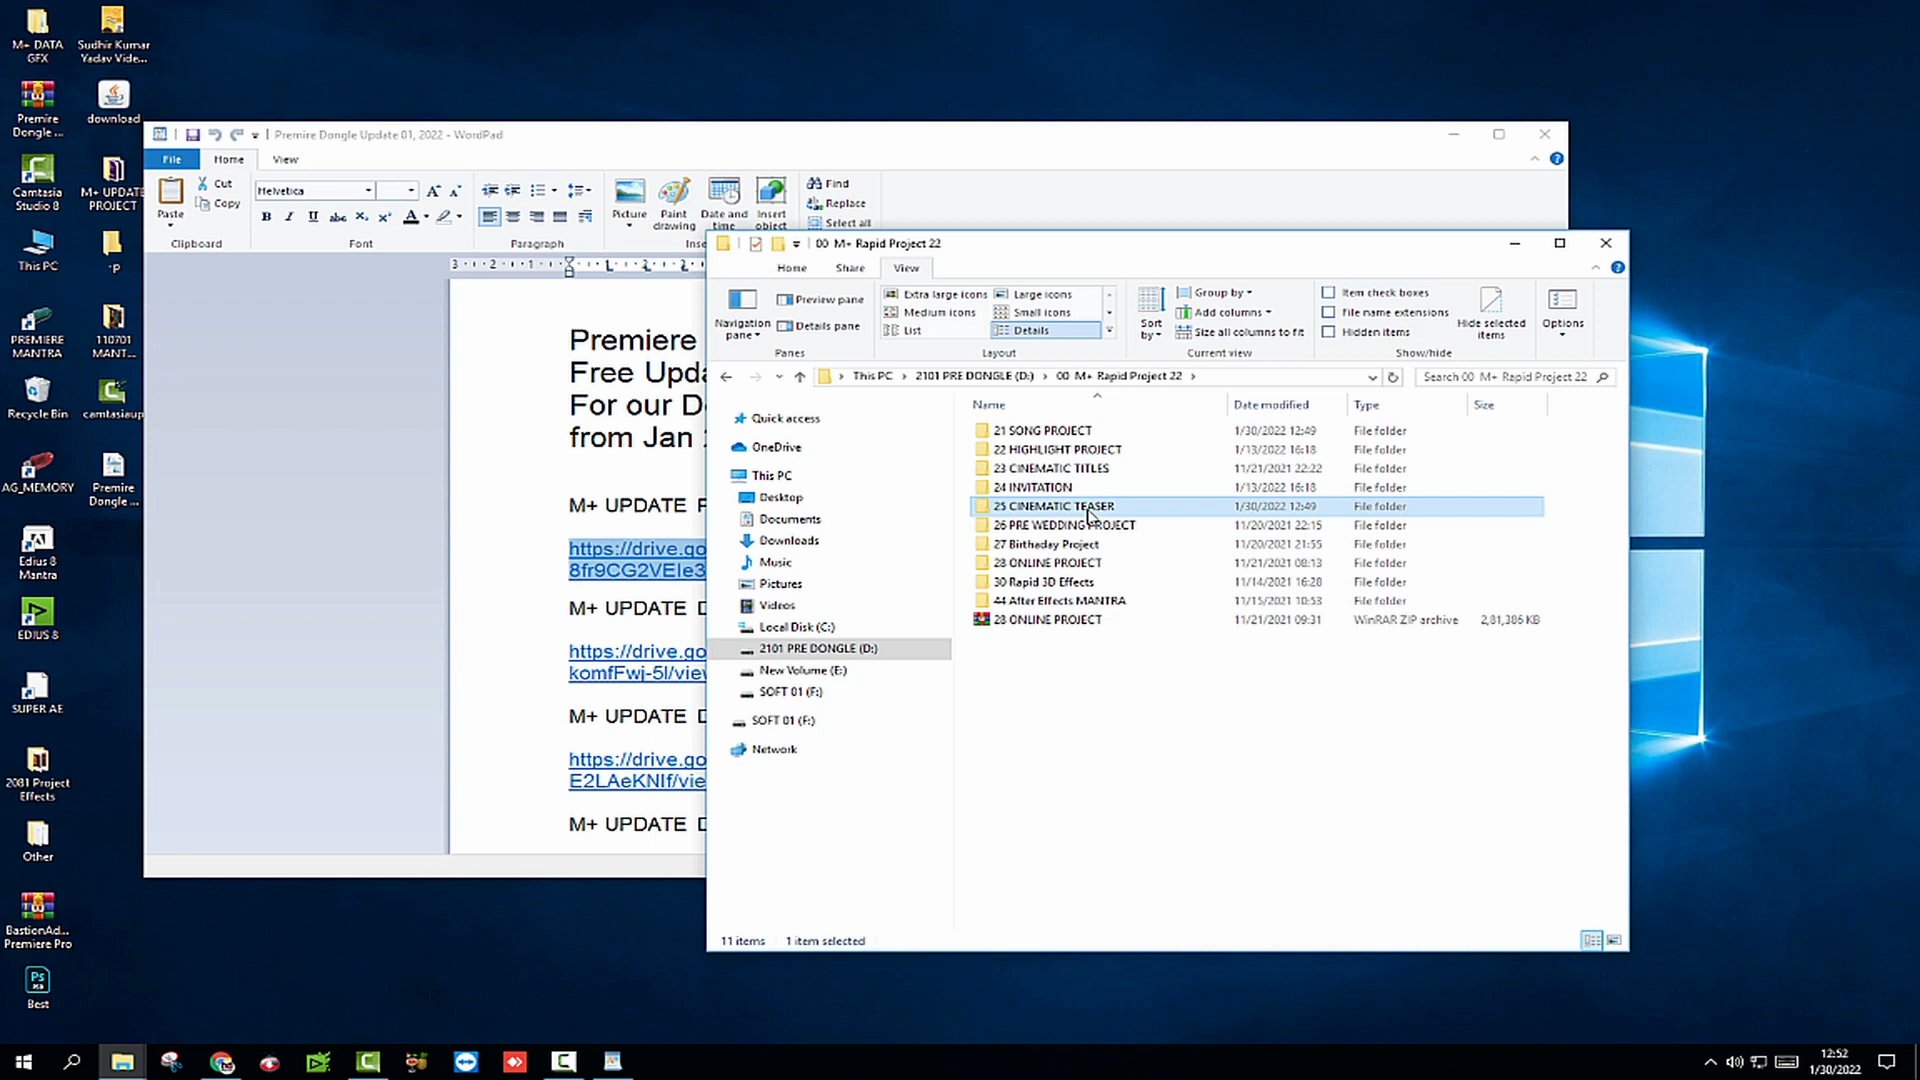 M+ DATA
GFX
Sudhir Kumar
Yadav Vide...
Premire
Dongle ...
download
Camtasia
Studio 8
M+ UPDATE
PROJECT
This PC
-p
PREMIERE
MANTRA
110701
MANT...
Recycle Bin
camtasiaup
AG_MEMORY
Premire
Dongle ...
Edius 8
Mantra
EDIUS 8
SUPER AE
2081 Project
Effects
Other
BastionAd...
Premiere Pro
Best
Premire Dongle Update 01, 2022 - WordPad
File Home View
Paste
Cut
Copy
Clipboard
Helvetica
Font
Paragraph
Picture
Paint
drawing
Date and
time
Insert
object
Find
Replace
Select all
3 2 1 1 2 2
Premiere
Free Upda
For our D
from Jan
M+ UPDATE
https://drive.go
8fr9CG2VEIe3
M+ UPDATE D
https://drive.go
komfFwj-5I/view
M+ UPDATE D
https://drive.go
E2LAeKNIf/vie
M+ UPDATE D
00 M+ Rapid Project 22
Home Share View
Navigation
pane
Preview pane
Details pane
Panes
Extra large icons Large icons
Medium icons Small icons
List Details
Layout
Sort
by
Group by
Add columns
Size all columns to fit
Current view
Item check boxes
File name extensions
Hidden items
Hide selected
items
Show/hide
Options
This PC > 2101 PRE DONGLE (D:) > 00 M+ Rapid Project 22 >
Search 00 M+ Rapid Project 22
Quick access
OneDrive
This PC
Desktop
Documents
Downloads
Music
Pictures
Videos
Local Disk (C:)
2101 PRE DONGLE (D:)
New Volume (E:)
SOFT 01 (F:)
SOFT 01 (F:)
Network
Name Date modified Type Size
21 SONG PROJECT 1/30/2022 12:49 File folder
22 HIGHLIGHT PROJECT 1/13/2022 16:18 File folder
23 CINEMATIC TITLES 11/21/2021 22:22 File folder
24 INVITATION 1/13/2022 16:18 File folder
25 CINEMATIC TEASER 1/30/2022 12:49 File folder
26 PRE WEDDING PROJECT 11/20/2021 22:15 File folder
27 Birthaday Project 11/20/2021 21:55 File folder
28 ONLINE PROJECT 11/21/2021 08:13 File folder
30 Rapid 3D Effects 11/14/2021 16:28 File folder
44 After Effects MANTRA 11/15/2021 10:53 File folder
28 ONLINE PROJECT 11/21/2021 09:31 WinRAR ZIP archive 2,81,386 KB
11 items 1 item selected
12:52
1/30/2022